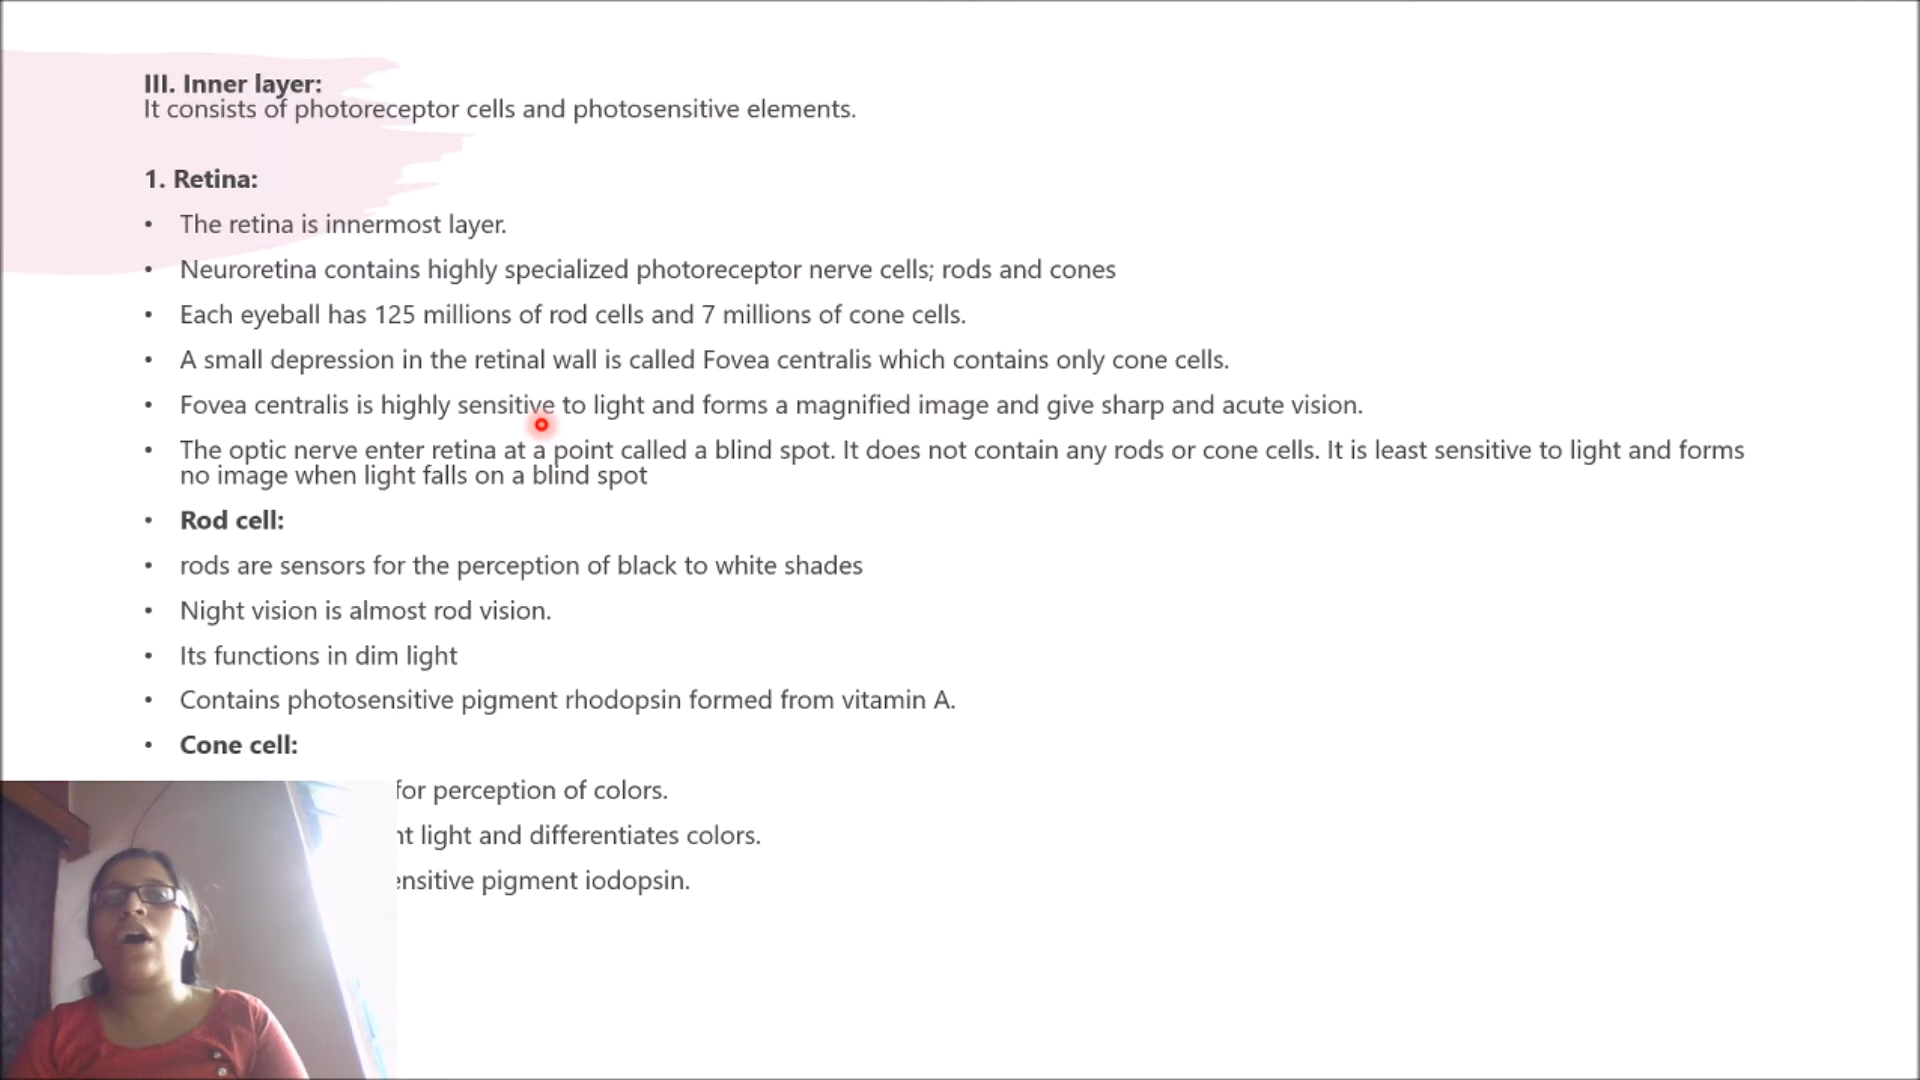 III. Inner layer:
It consists of photoreceptor cells and photosensitive elements.
1. Retina:
• The retina is innermost layer.
• Neuroretina contains highly specialized photoreceptor nerve cells; rods and cones
• Each eyeball has 125 millions of rod cells and 7 millions of cone cells.
• A small depression in the retinal wall is called Fovea centralis which contains only cone cells.
• Fovea centralis is highly sensitive to light and forms a magnified image and give sharp and acute vision.
• The optic nerve enter retina at a point called a blind spot. It does not contain any rods or cone cells. It is least sensitive to light and forms
no image when light falls on a blind spot
• Rod cell:
• rods are sensors for the perception of black to white shades
• Night vision is almost rod vision.
• Its functions in dim light
• Contains photosensitive pigment rhodopsin formed from vitamin A.
• Cone cell:
for perception of colors.
light and differentiates colors.
pigment iodopsin.